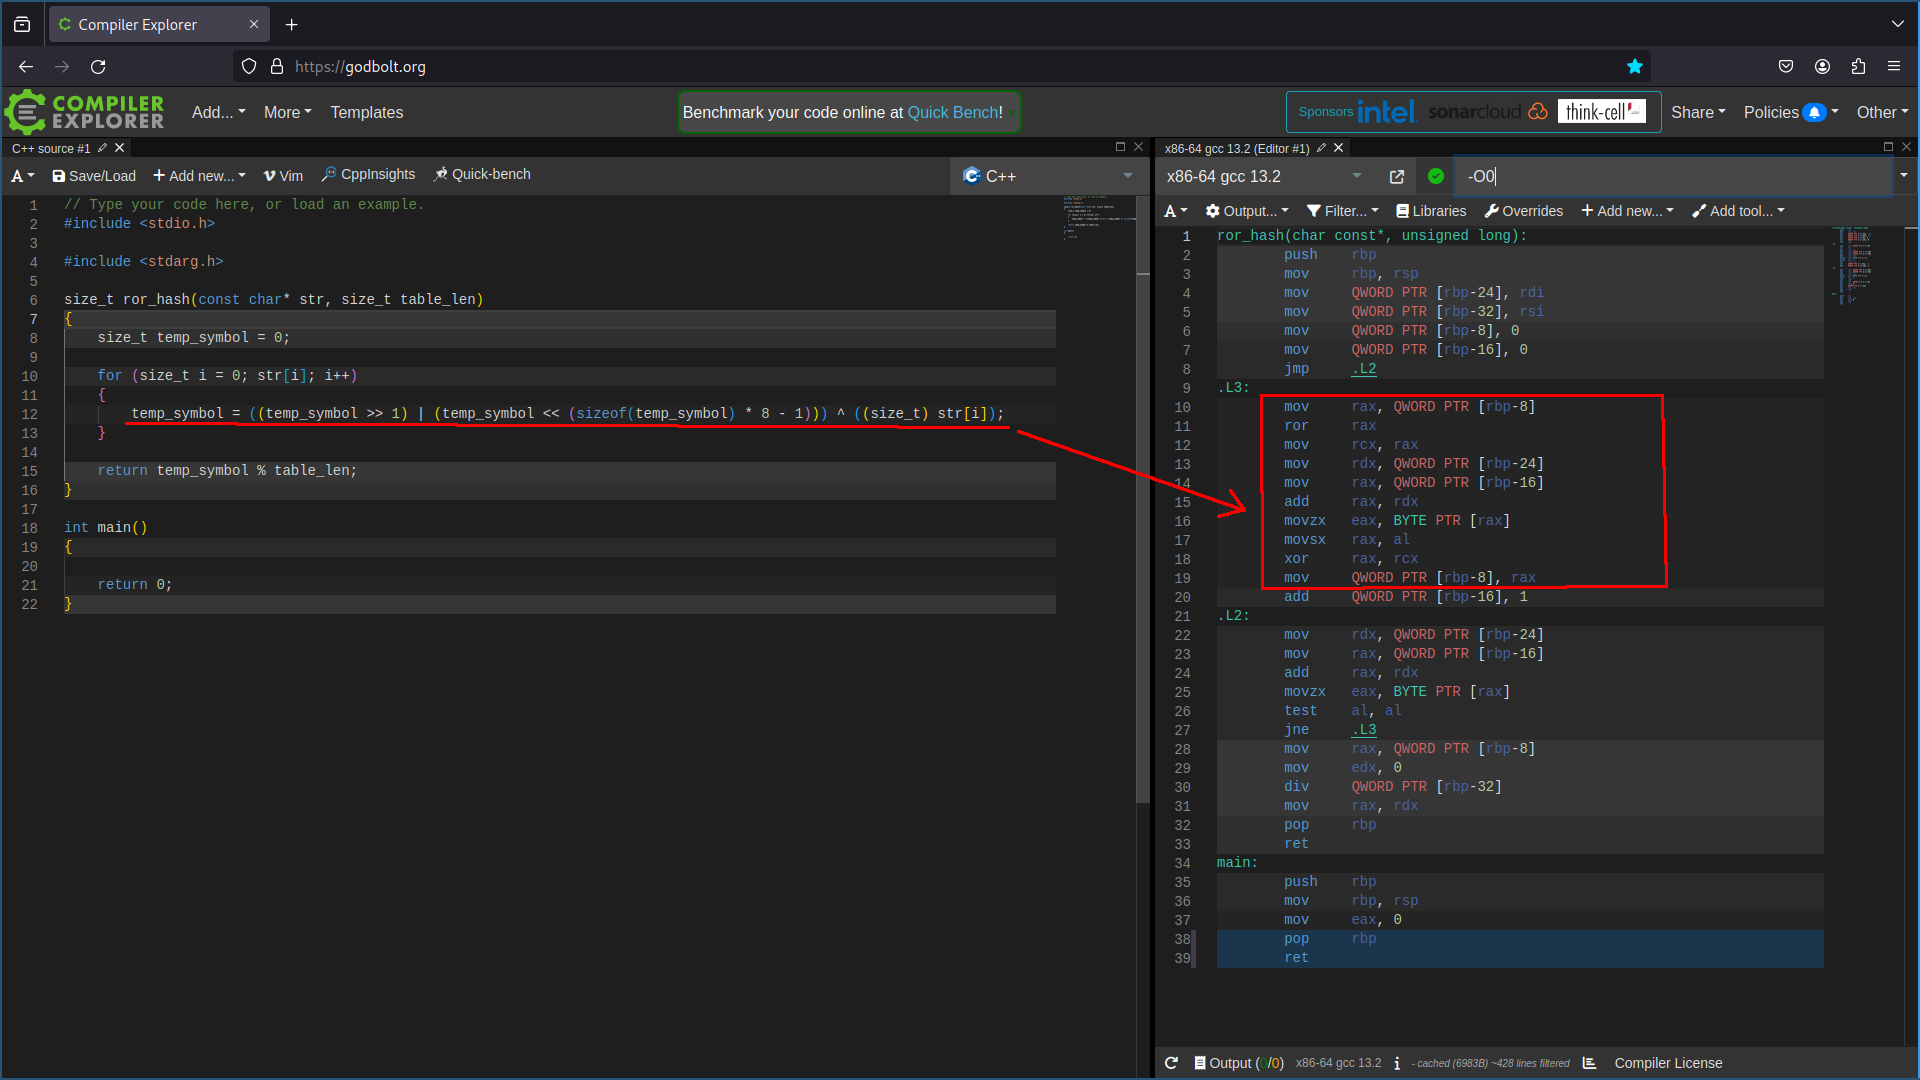 Compiler Explorer
https://godbolt.org
COMPILER EXPLORER
Add...
More
Templates
Benchmark your code online at Quick Bench!
Sponsors intel. sonarcloud think-cell
Share
Policies
Other
C++ source #1
A
Save/Load
Add new...
Vim
CppInsights
Quick-bench
C++
1 // Type your code here, or load an example.
2 #include <stdio.h>
3
4 #include <stdarg.h>
5
6 size_t ror_hash(const char* str, size_t table_len)
7 {
8     size_t temp_symbol = 0;
9
10     for (size_t i = 0; str[i]; i++)
11     {
12         temp_symbol = ((temp_symbol >> 1) | (temp_symbol << (sizeof(temp_symbol) * 8 - 1))) ^ ((size_t) str[i]);
13     }
14
15     return temp_symbol % table_len;
16 }
17
18 int main()
19 {
20
21     return 0;
22 }
x86-64 gcc 13.2 (Editor #1)
x86-64 gcc 13.2
-O0
A
Output...
Filter...
Libraries
Overrides
Add new...
Add tool...
1 ror_hash(char const*, unsigned long):
2         push    rbp
3         mov     rbp, rsp
4         mov     QWORD PTR [rbp-24], rdi
5         mov     QWORD PTR [rbp-32], rsi
6         mov     QWORD PTR [rbp-8], 0
7         mov     QWORD PTR [rbp-16], 0
8         jmp     .L2
9 .L3:
10         mov     rax, QWORD PTR [rbp-8]
11         ror     rax
12         mov     rcx, rax
13         mov     rdx, QWORD PTR [rbp-24]
14         mov     rax, QWORD PTR [rbp-16]
15         add     rax, rdx
16         movzx   eax, BYTE PTR [rax]
17         movsx   rax, al
18         xor     rax, rcx
19         mov     QWORD PTR [rbp-8], rax
20         add     QWORD PTR [rbp-16], 1
21 .L2:
22         mov     rdx, QWORD PTR [rbp-24]
23         mov     rax, QWORD PTR [rbp-16]
24         add     rax, rdx
25         movzx   eax, BYTE PTR [rax]
26         test    al, al
27         jne     .L3
28         mov     rax, QWORD PTR [rbp-8]
29         mov     edx, 0
30         div     QWORD PTR [rbp-32]
31         mov     rax, rdx
32         pop     rbp
33         ret
34 main:
35         push    rbp
36         mov     rbp, rsp
37         mov     eax, 0
38         pop     rbp
39         ret
Output (0/0) x86-64 gcc 13.2 i - cached (6983B) ~428 lines filtered Compiler License